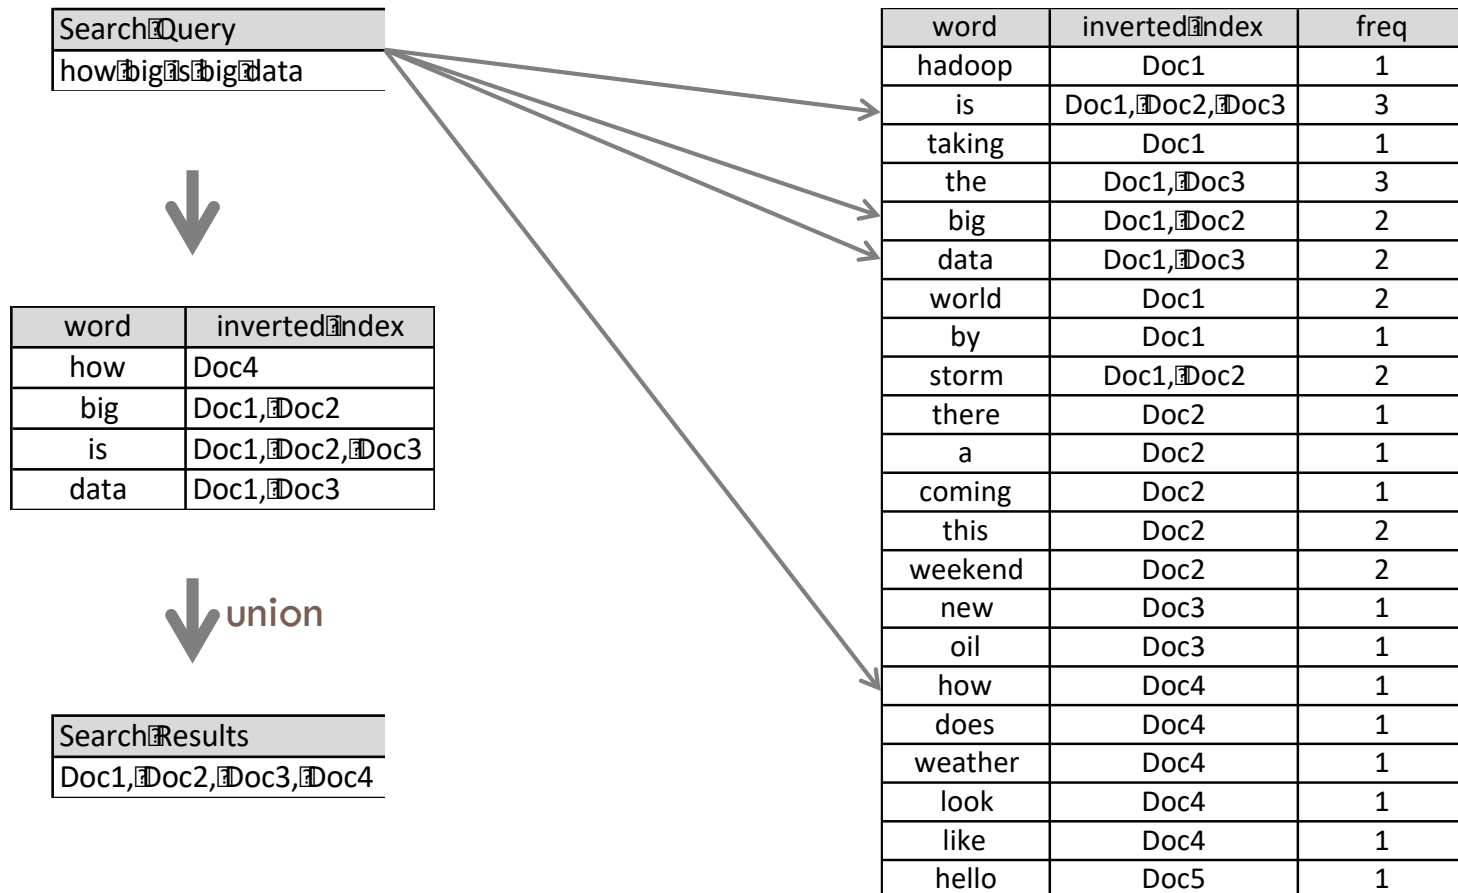 Search Query
how big is big data
word inverted index
how Doc4
big Doc1, Doc2
is Doc1, Doc2, Doc3
data Doc1, Doc3
union
Search Results
Doc1, Doc2, Doc3, Doc4
word inverted index freq
hadoop Doc1 1
is Doc1, Doc2, Doc3 3
taking Doc1 1
the Doc1, Doc3 3
big Doc1, Doc2 2
data Doc1, Doc3 2
world Doc1 2
by Doc1 1
storm Doc1, Doc2 2
there Doc2 1
a Doc2 1
coming Doc2 1
this Doc2 2
weekend Doc2 2
new Doc3 1
oil Doc3 1
how Doc4 1
does Doc4 1
weather Doc4 1
look Doc4 1
like Doc4 1
hello Doc5 1